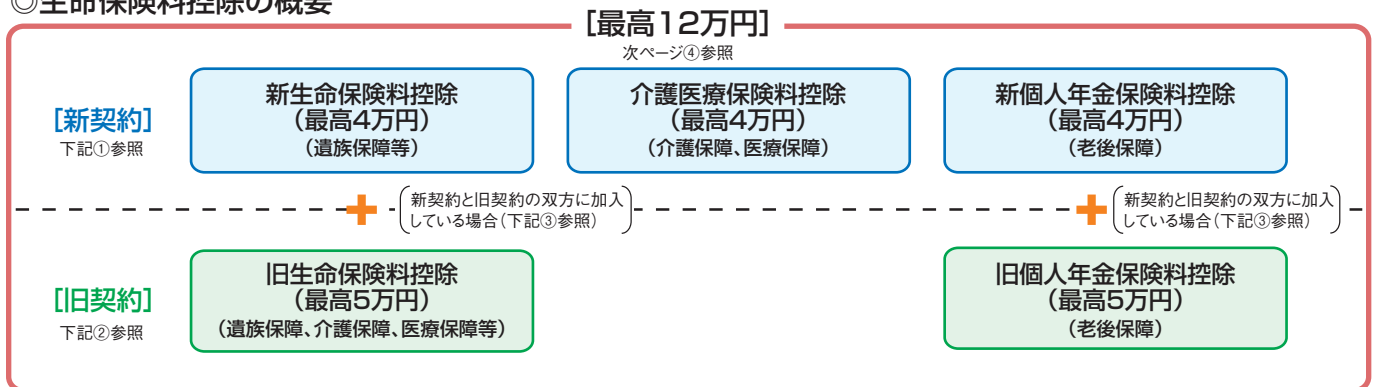 ◎生命保険料控除の概要
［最高12万円］
次ページ④参照
［新契約］
下記①参照
新生命保険料控除
（最高4万円）
（遺族保障等）
介護医療保険料控除
（最高4万円）
（介護保障、医療保障）
新個人年金保険料控除
（最高4万円）
（老後保障）
新契約と旧契約の双方に加入
している場合（下記③参照）
新契約と旧契約の双方に加入
している場合（下記③参照）
［旧契約］
下記②参照
旧生命保険料控除
（最高5万円）
（遺族保障、介護保障、医療保障等）
旧個人年金保険料控除
（最高5万円）
（老後保障）